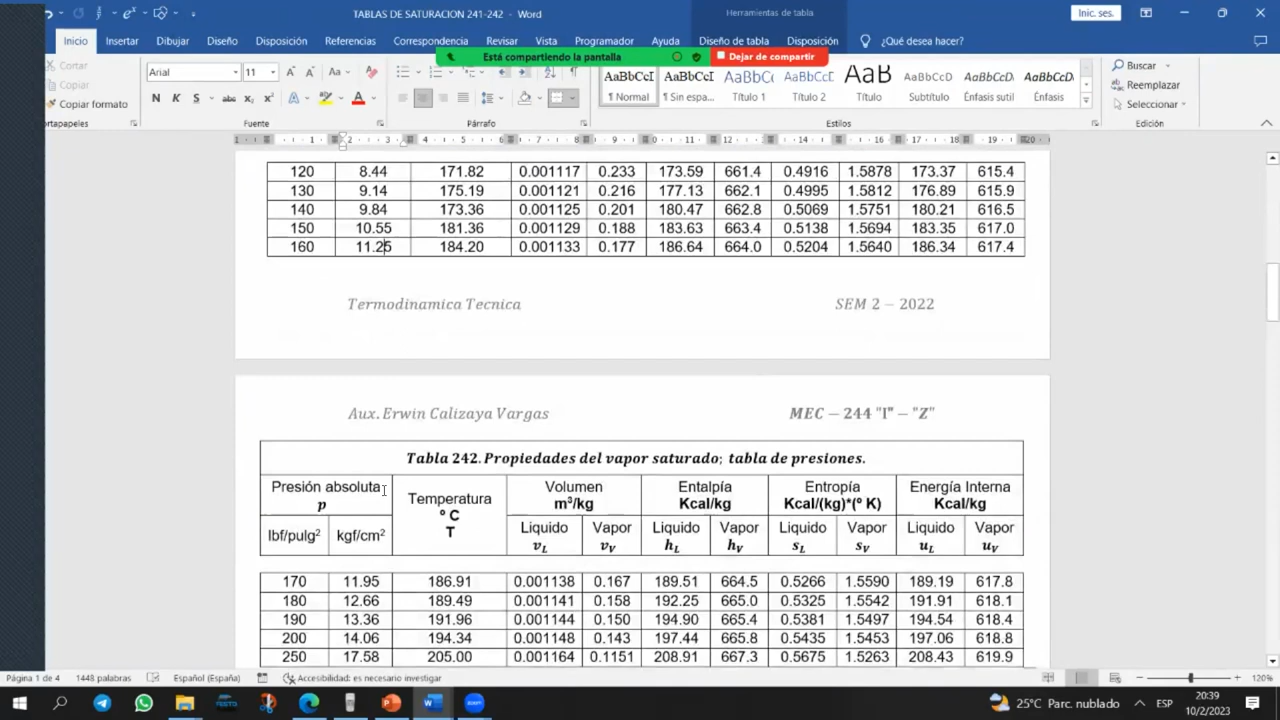 TABLAS DE SATURACION 241-242 - Word
Herramientas de tabla
Inic. ses.
Inicio Insertar Dibujar Diseño Disposición Referencias Correspondencia Revisar Vista Programador Ayuda Diseño de tabla Disposición ¿Qué desea hacer?
Está compartiendo la pantalla Dejar de compartir
Cortar
Copiar
Copiar formato
ortapapeles
Arial 11
N K S abc x₂ x²
Fuente
Párrafo
AaBbCcI AaBbCcI AaBbCc AaBbCcI AaB AaBbCcD AaBbCcD AaBbCcDc
¶ Normal ¶ Sin espa... Título 1 Título 2 Título Subtítulo Énfasis sutil Énfasis
Estilos
Buscar
Reemplazar
Seleccionar
Edición
120 8.44 171.82 0.001117 0.233 173.59 661.4 0.4916 1.5878 173.37 615.4
130 9.14 175.19 0.001121 0.216 177.13 662.1 0.4995 1.5812 176.89 615.9
140 9.84 173.36 0.001125 0.201 180.47 662.8 0.5069 1.5751 180.21 616.5
150 10.55 181.36 0.001129 0.188 183.63 663.4 0.5138 1.5694 183.35 617.0
160 11.25 184.20 0.001133 0.177 186.64 664.0 0.5204 1.5640 186.34 617.4
Termodinamica Tecnica SEM 2 − 2022
Aux. Erwin Calizaya Vargas MEC − 244 "I" − "Z"
Tabla 242. Propiedades del vapor saturado; tabla de presiones.
Presión absoluta p Temperatura º C T Volumen m³/kg Entalpía Kcal/kg Entropía Kcal/(kg)*(º K) Energía Interna Kcal/kg
lbf/pulg² kgf/cm² Liquido vL Vapor vV Liquido hL Vapor hV Liquido sL Vapor sV Liquido uL Vapor uV
170 11.95 186.91 0.001138 0.167 189.51 664.5 0.5266 1.5590 189.19 617.8
180 12.66 189.49 0.001141 0.158 192.25 665.0 0.5325 1.5542 191.91 618.1
190 13.36 191.96 0.001144 0.150 194.90 665.4 0.5381 1.5497 194.54 618.4
200 14.06 194.34 0.001148 0.143 197.44 665.8 0.5435 1.5453 197.06 618.8
250 17.58 205.00 0.001164 0.1151 208.91 667.3 0.5675 1.5263 208.43 619.9
Página 1 de 4 1448 palabras Español (España) Accesibilidad: es necesario investigar 120%
25°C Parc. nublado ESP 20:39
10/2/2023